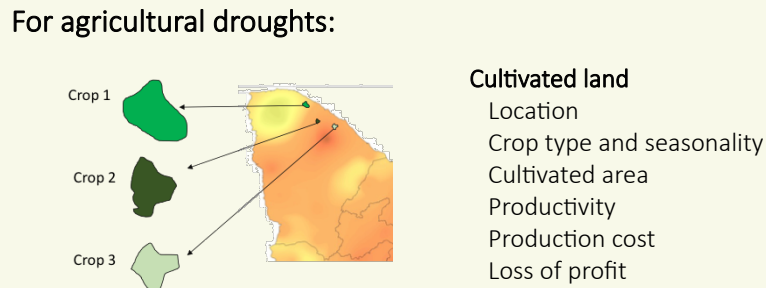 For agricultural droughts:
Crop 1
Crop 2
Crop 3
Cultivated land
Location
Crop type and seasonality
Cultivated area
Productivity
Production cost
Loss of profit